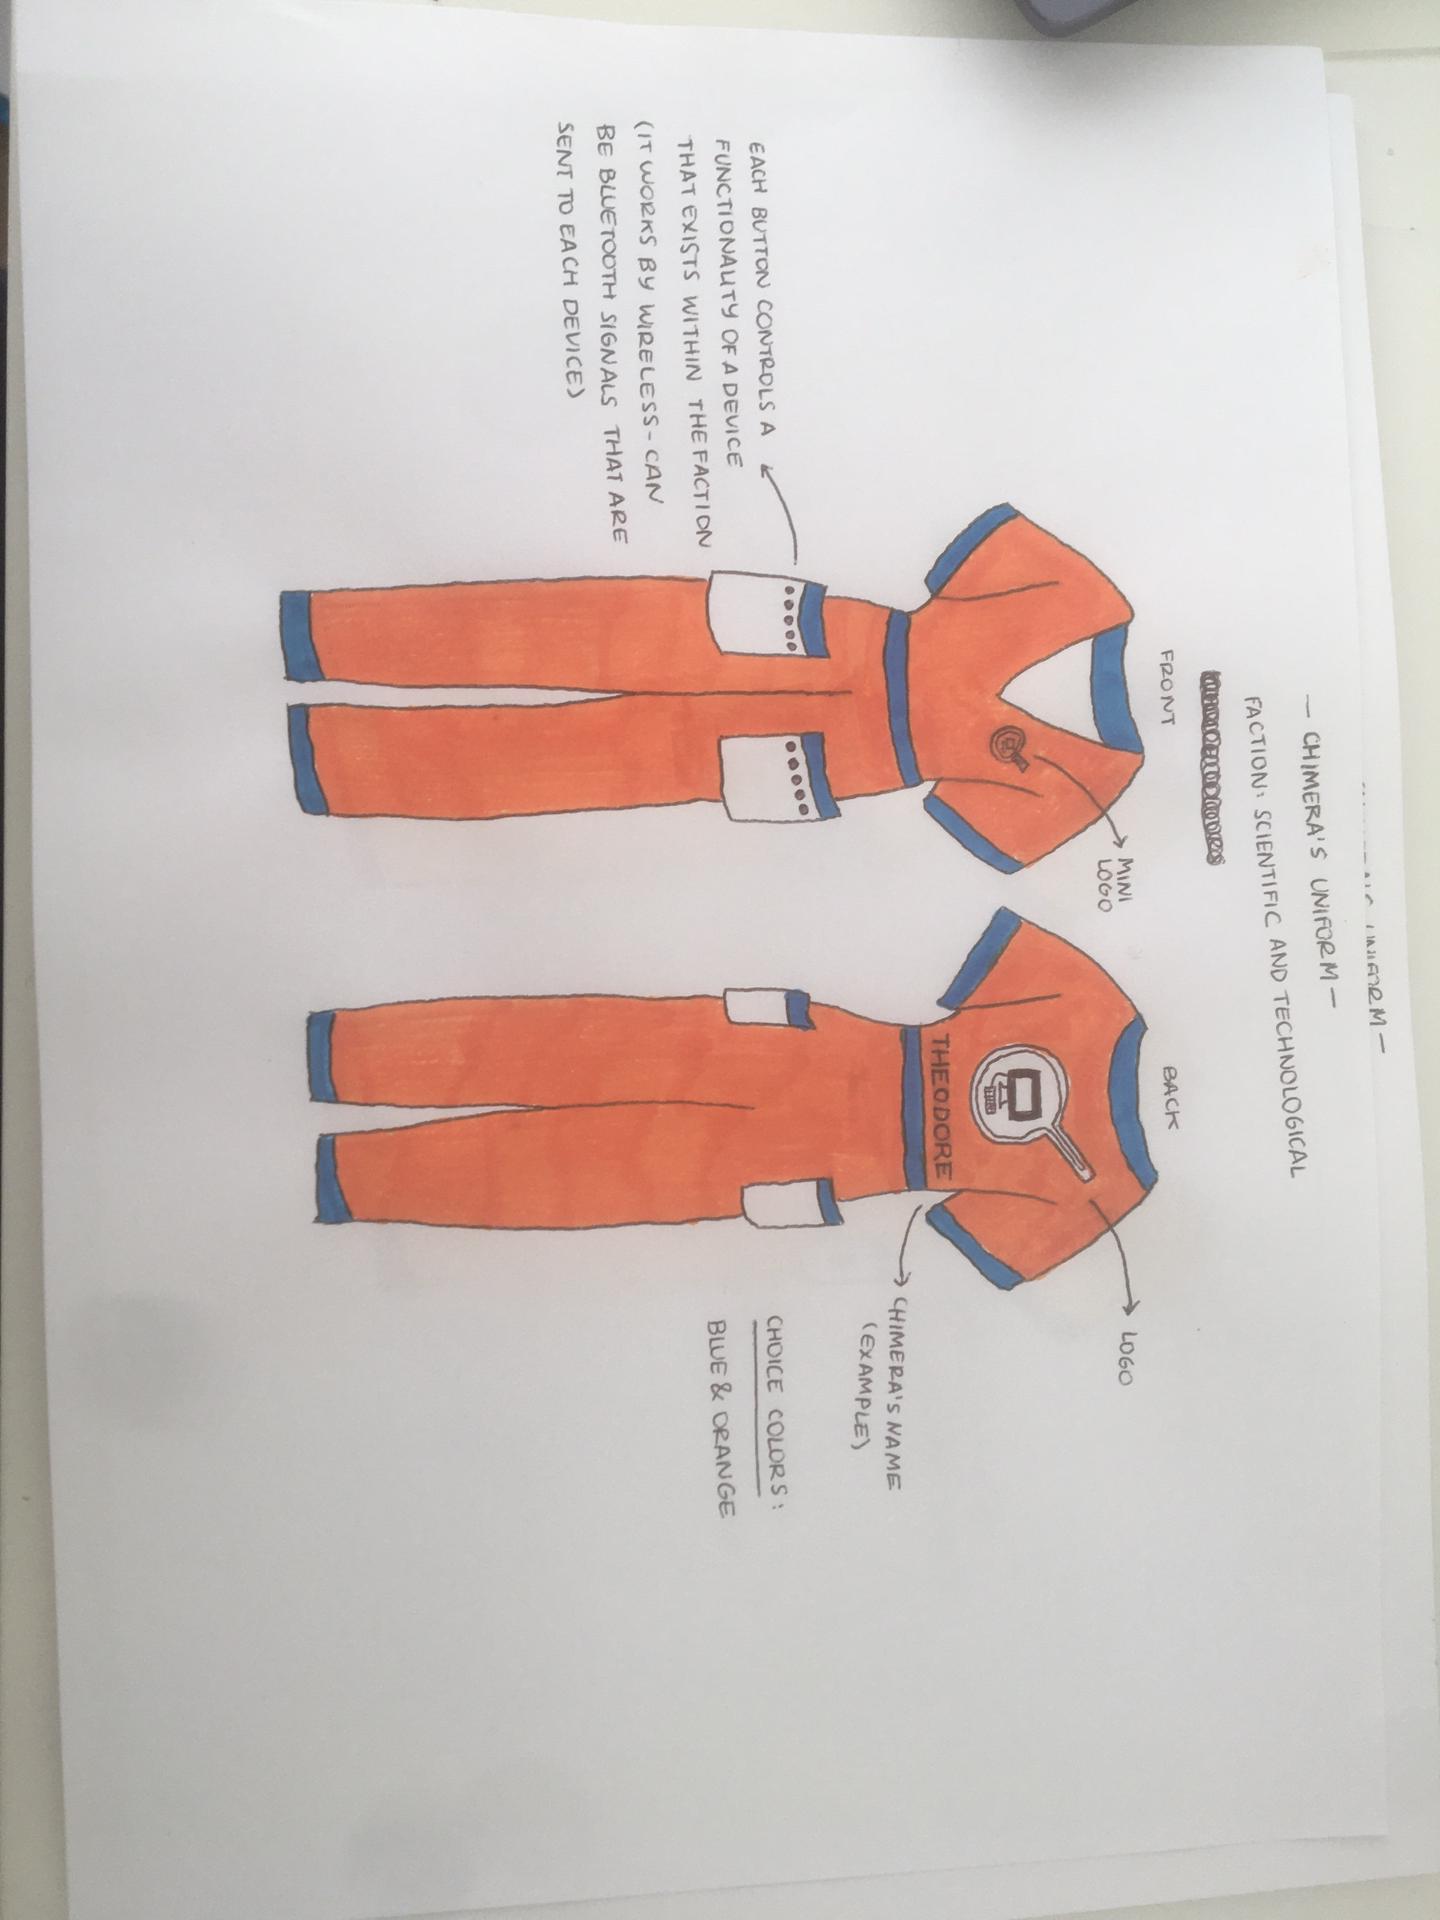 UNIFORM —
— CHIMERA'S UNIFORM —
FACTION: SCIENTIFIC AND TECHNOLOGICAL
FRONT
BACK
MINI
LOGO
LOGO
THEODORE
CHIMERA'S NAME
(EXAMPLE)
EACH BUTTON CONTROLS A
FUNCTIONALITY OF A DEVICE
THAT EXISTS WITHIN THE FACTION
(IT WORKS BY WIRELESS - CAN
BE BLUETOOTH SIGNALS THAT ARE
SENT TO EACH DEVICE)
CHOICE COLORS:
BLUE & ORANGE